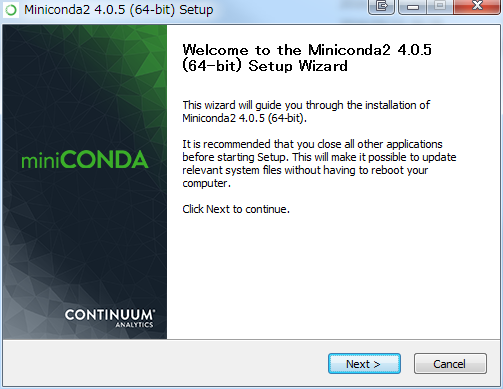 Miniconda2 4.0.5 (64-bit) Setup
Welcome to the Miniconda2 4.0.5
(64-bit) Setup Wizard
This wizard will guide you through the installation of
Miniconda2 4.0.5 (64-bit).
It is recommended that you close all other applications
before starting Setup. This will make it possible to update
relevant system files without having to reboot your
computer.
Click Next to continue.
miniCONDA
CONTINUUM®
ANALYTICS
Next >
Cancel